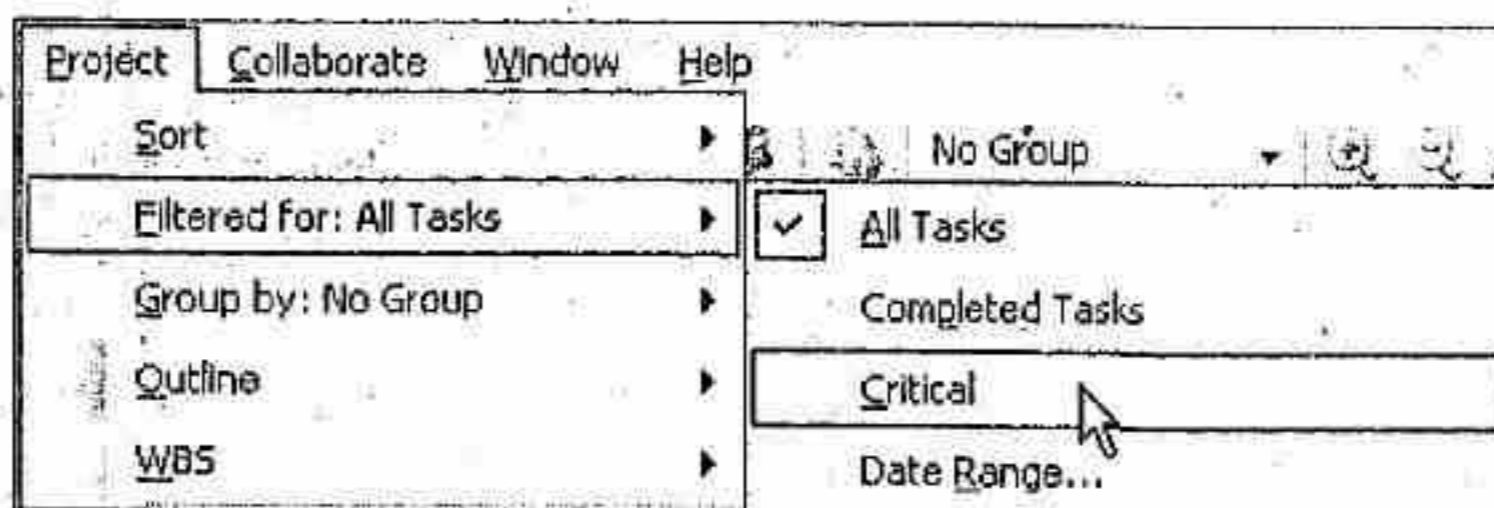 Project Collaborate Window Help
Sort
No Group
Filtered for: All Tasks
All Tasks
Group by: No Group
Completed Tasks
Outline
Critical
WBS
Date Range...